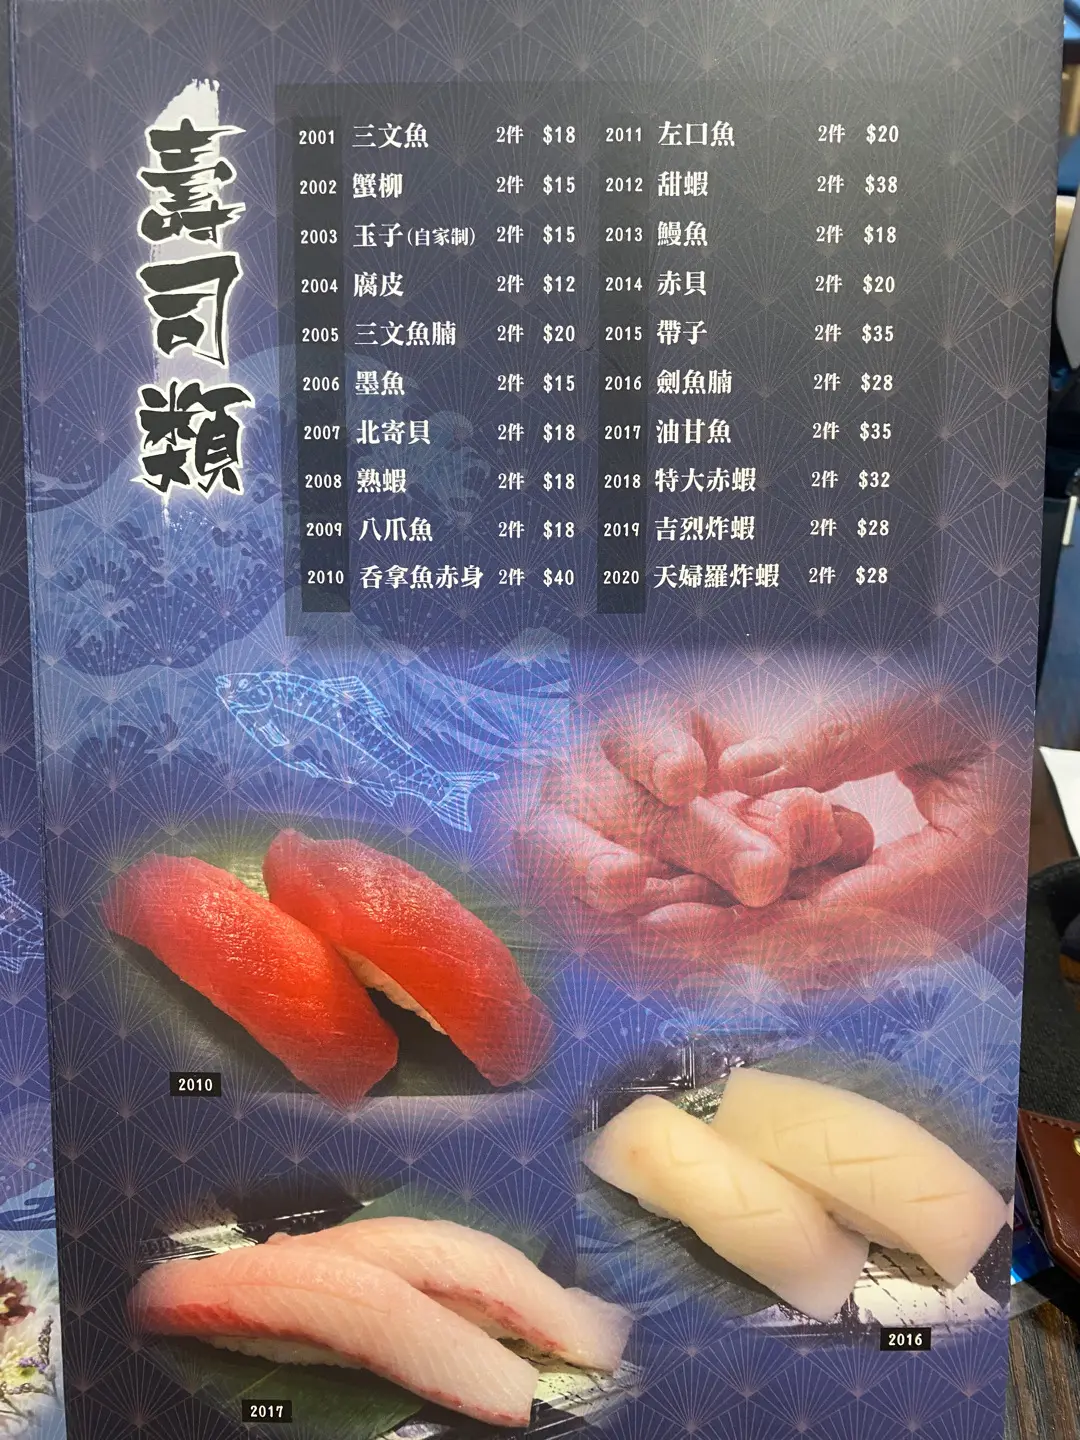 壽司類
2001 三文魚 2件 $18
2002 蟹柳 2件 $15
2003 玉子(自家制) 2件 $15
2004 腐皮 2件 $12
2005 三文魚腩 2件 $20
2006 墨魚 2件 $15
2007 北寄貝 2件 $18
2008 熟蝦 2件 $18
2009 八爪魚 2件 $18
2010 吞拿魚赤身 2件 $40
2011 左口魚 2件 $20
2012 甜蝦 2件 $38
2013 鰻魚 2件 $18
2014 赤貝 2件 $20
2015 帶子 2件 $35
2016 劍魚腩 2件 $28
2017 油甘魚 2件 $35
2018 特大赤蝦 2件 $32
2019 吉烈炸蝦 2件 $28
2020 天婦羅炸蝦 2件 $28
2010
2016
2017